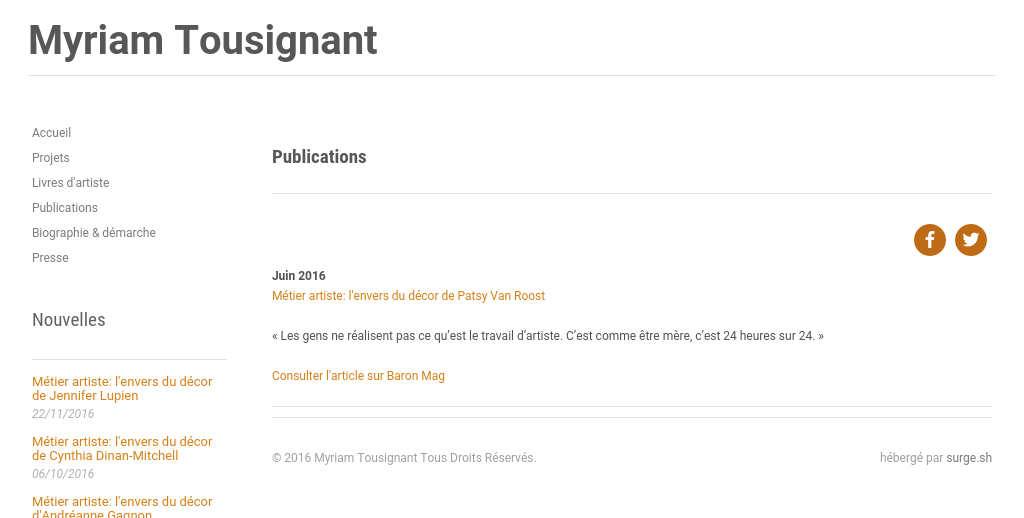 Myriam Tousignant
Accueil
Projets
Livres d'artiste
Publications
Biographie & démarche
Presse
Nouvelles
Métier artiste: l'envers du décor
de Jennifer Lupien
22/11/2016
Métier artiste: l'envers du décor
de Cynthia Dinan-Mitchell
06/10/2016
Métier artiste: l'envers du décor
d'Andréanne Gagnon
Publications
Juin 2016
Métier artiste: l'envers du décor de Patsy Van Roost
« Les gens ne réalisent pas ce qu’est le travail d’artiste. C’est comme être mère, c’est 24 heures sur 24. »
Consulter l'article sur Baron Mag
© 2016 Myriam Tousignant Tous Droits Résérvés.
hébergé par surge.sh